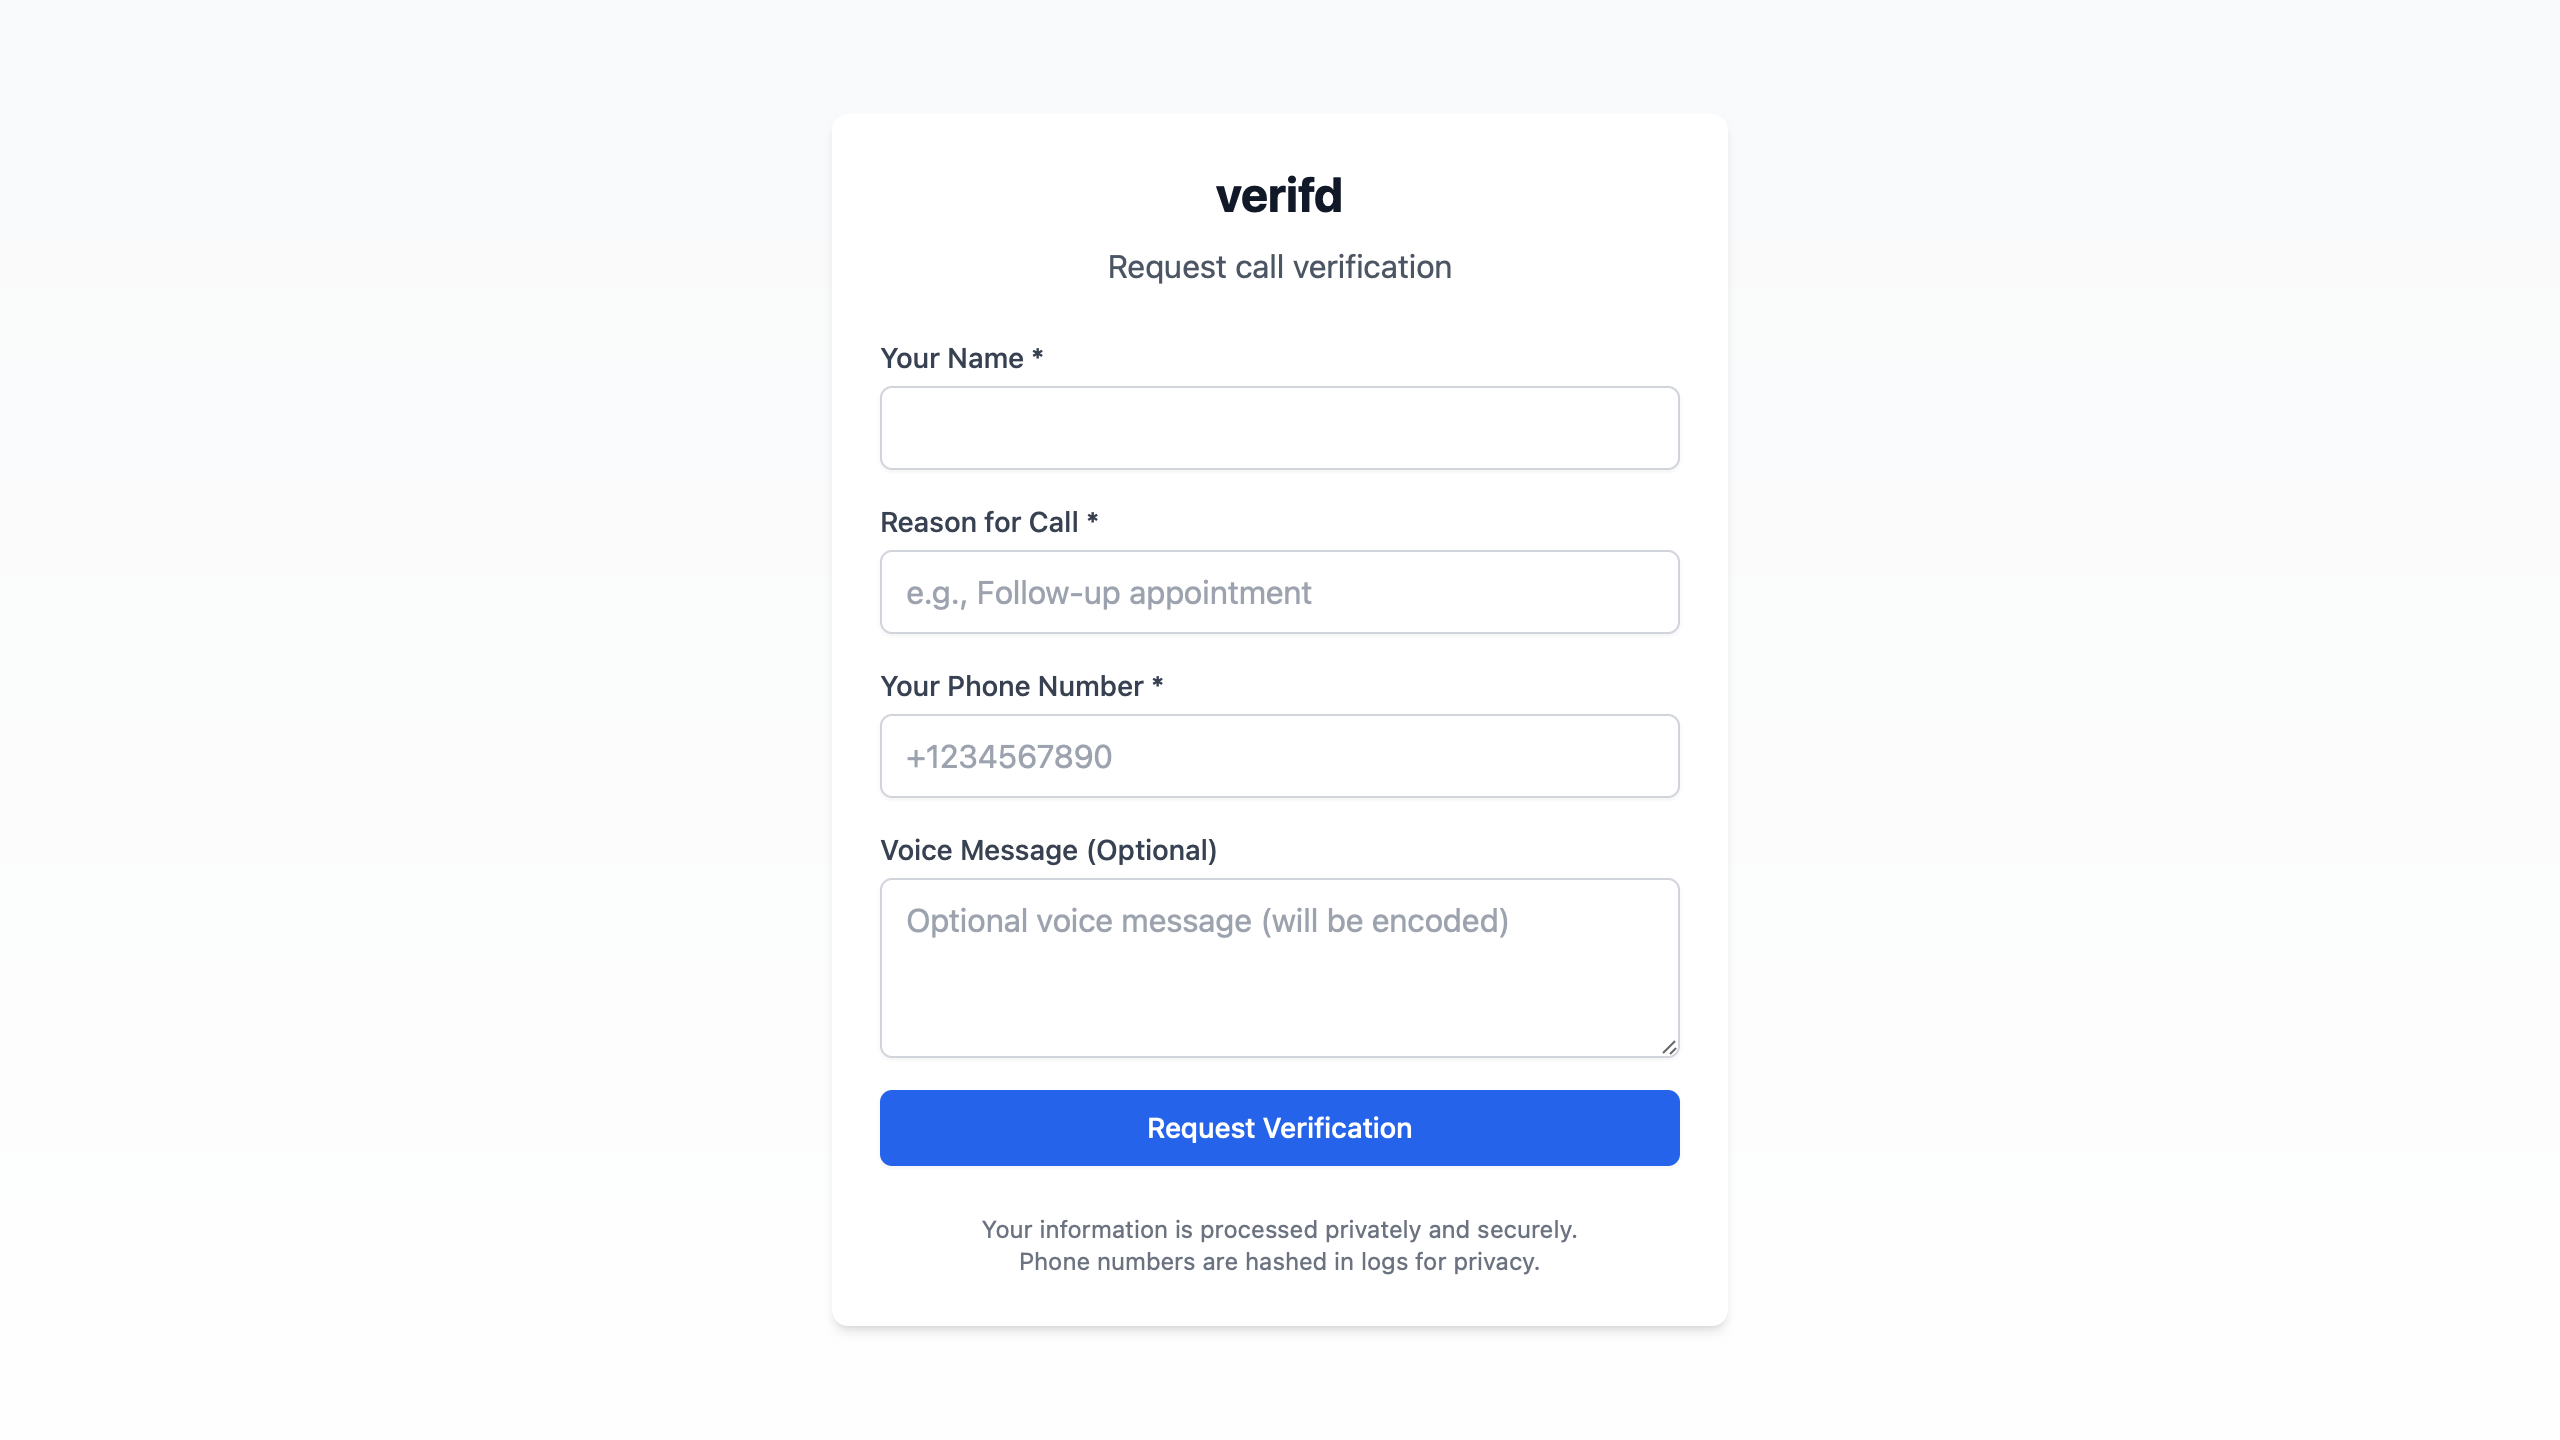 verifd
Request call verification
Your Name *
Reason for Call *
e.g., Follow-up appointment
Your Phone Number *
+1234567890
Voice Message (Optional)
Optional voice message (will be encoded)
Request Verification
Your information is processed privately and securely.
Phone numbers are hashed in logs for privacy.